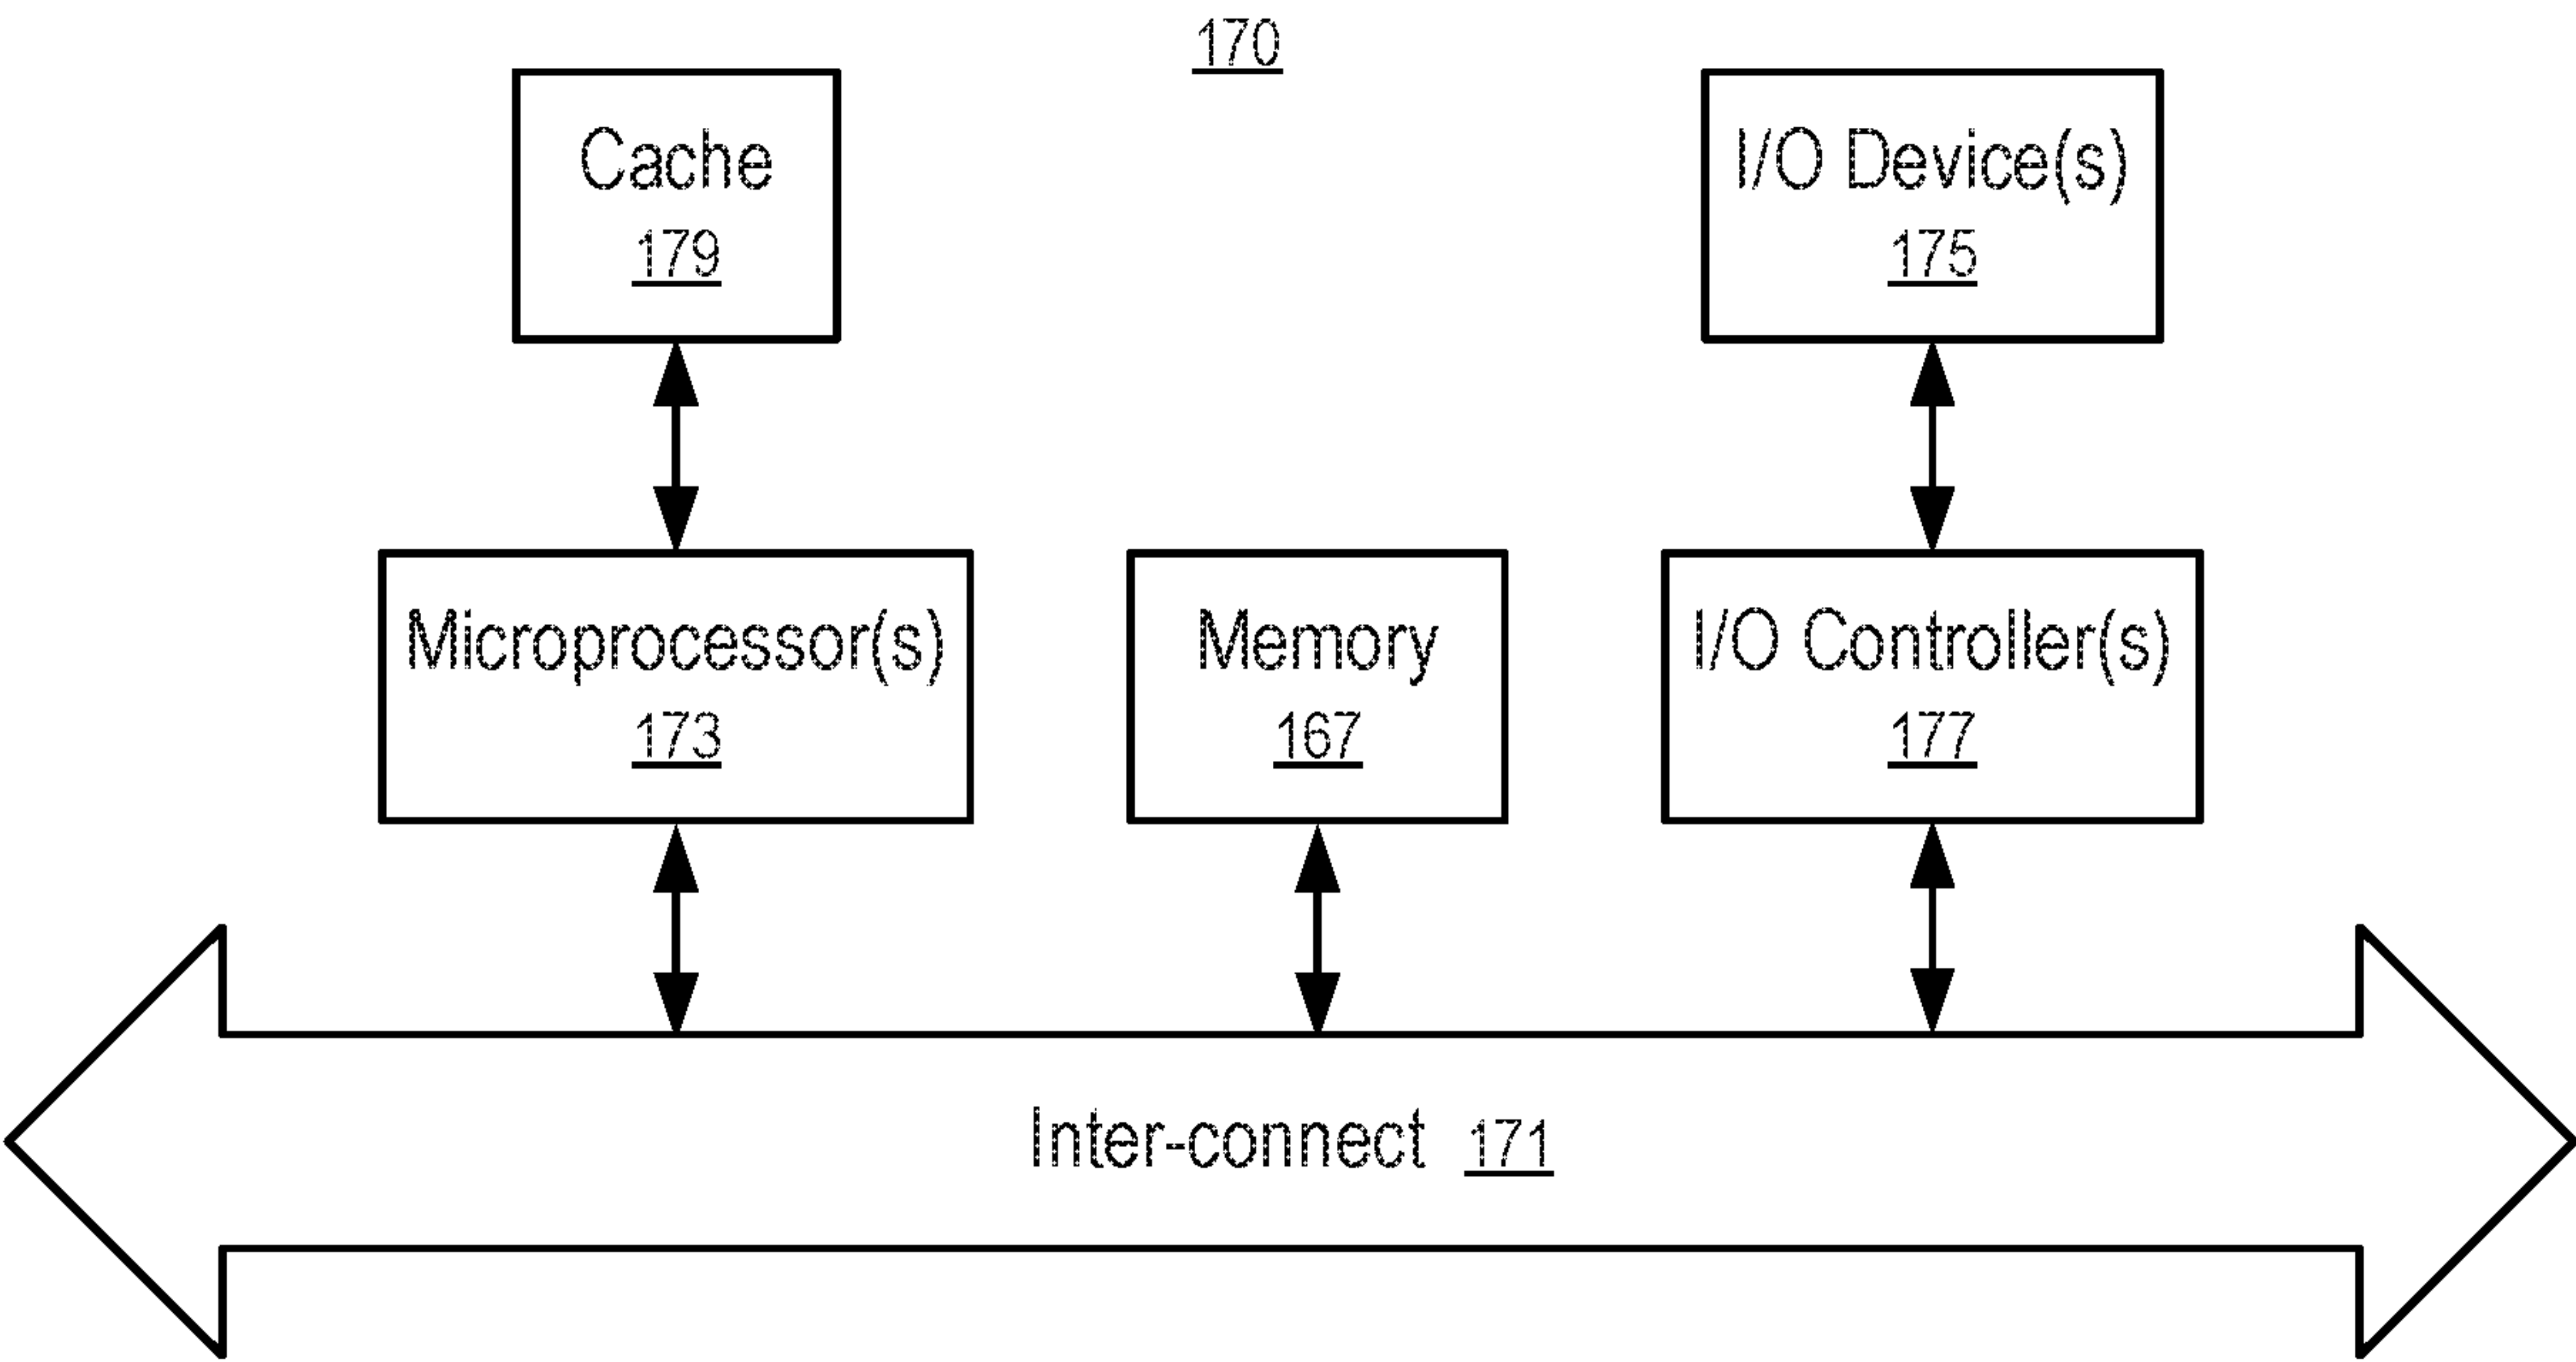 170
Cache
179
I/O Device(s)
175
Microprocessor(s)
173
Memory
167
I/O Controller(s)
177
Inter-connect 171